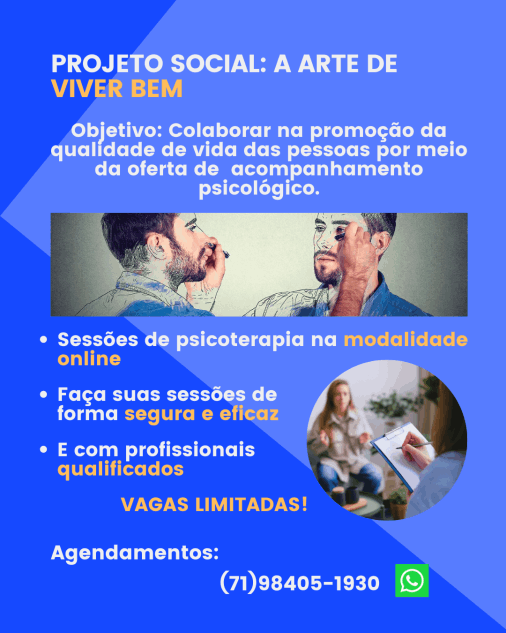 PROJETO SOCIAL: A ARTE DE
VIVER BEM
Objetivo: Colaborar na promoção da
qualidade de vida das pessoas por meio
da oferta de acompanhamento
psicológico.
Sessões de psicoterapia na modalidade
online
Faça suas sessões de
forma segura e eficaz
E com profissionais
qualificados
VAGAS LIMITADAS!
Agendamentos:
(71)98405-1930